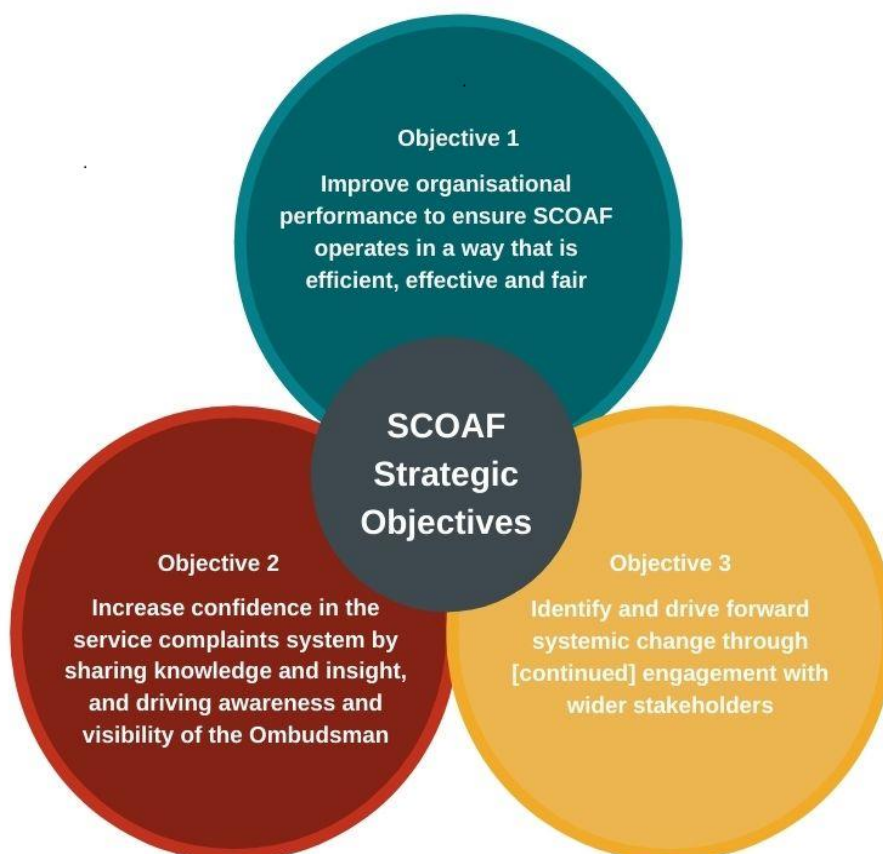 Objective 1
Improve organisational
performance to ensure SCOAF
operates in a way that is
efficient, effective and fair
SCOAF
Strategic
Objectives
Objective 2
Increase confidence in the
service complaints system by
sharing knowledge and insight,
and driving awareness and
visibility of the Ombudsman
Objective 3
Identify and drive forward
systemic change through
[continued] engagement with
wider stakeholders